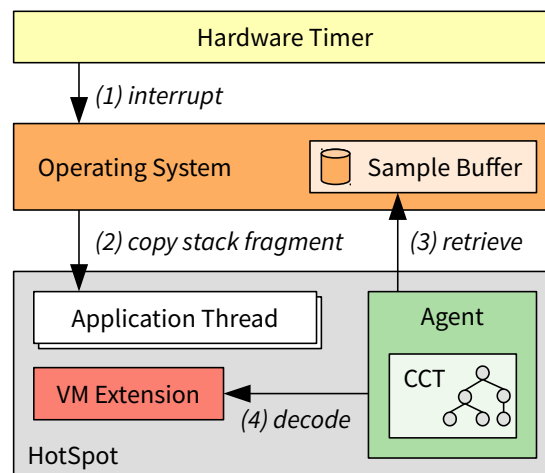 Hardware Timer
(1) interrupt
Operating System
Sample Buffer
(2) copy stack fragment
(3) retrieve
Application Thread
Agent
VM Extension
CCT
(4) decode
HotSpot